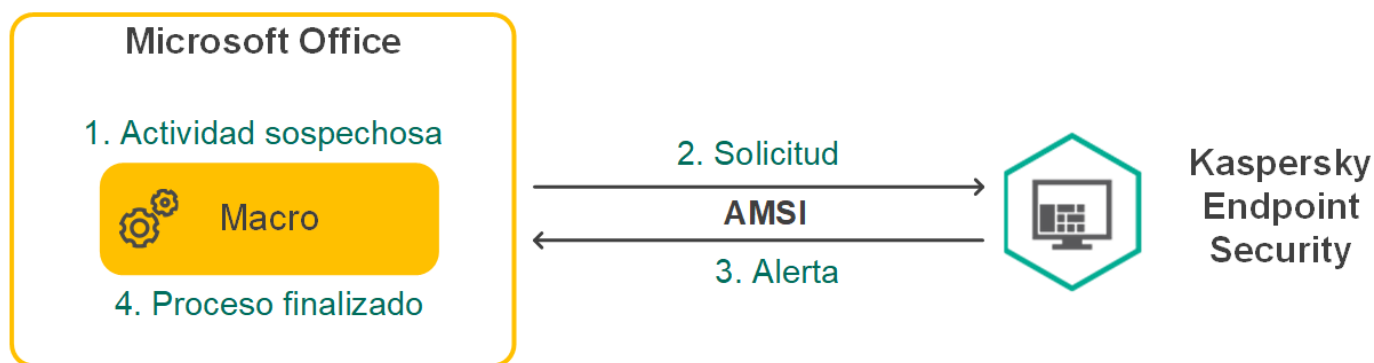 Microsoft Office
1. Actividad sospechosa
Macro
4. Proceso finalizado
2. Solicitud
AMSI
3. Alerta
Kaspersky
Endpoint
Security